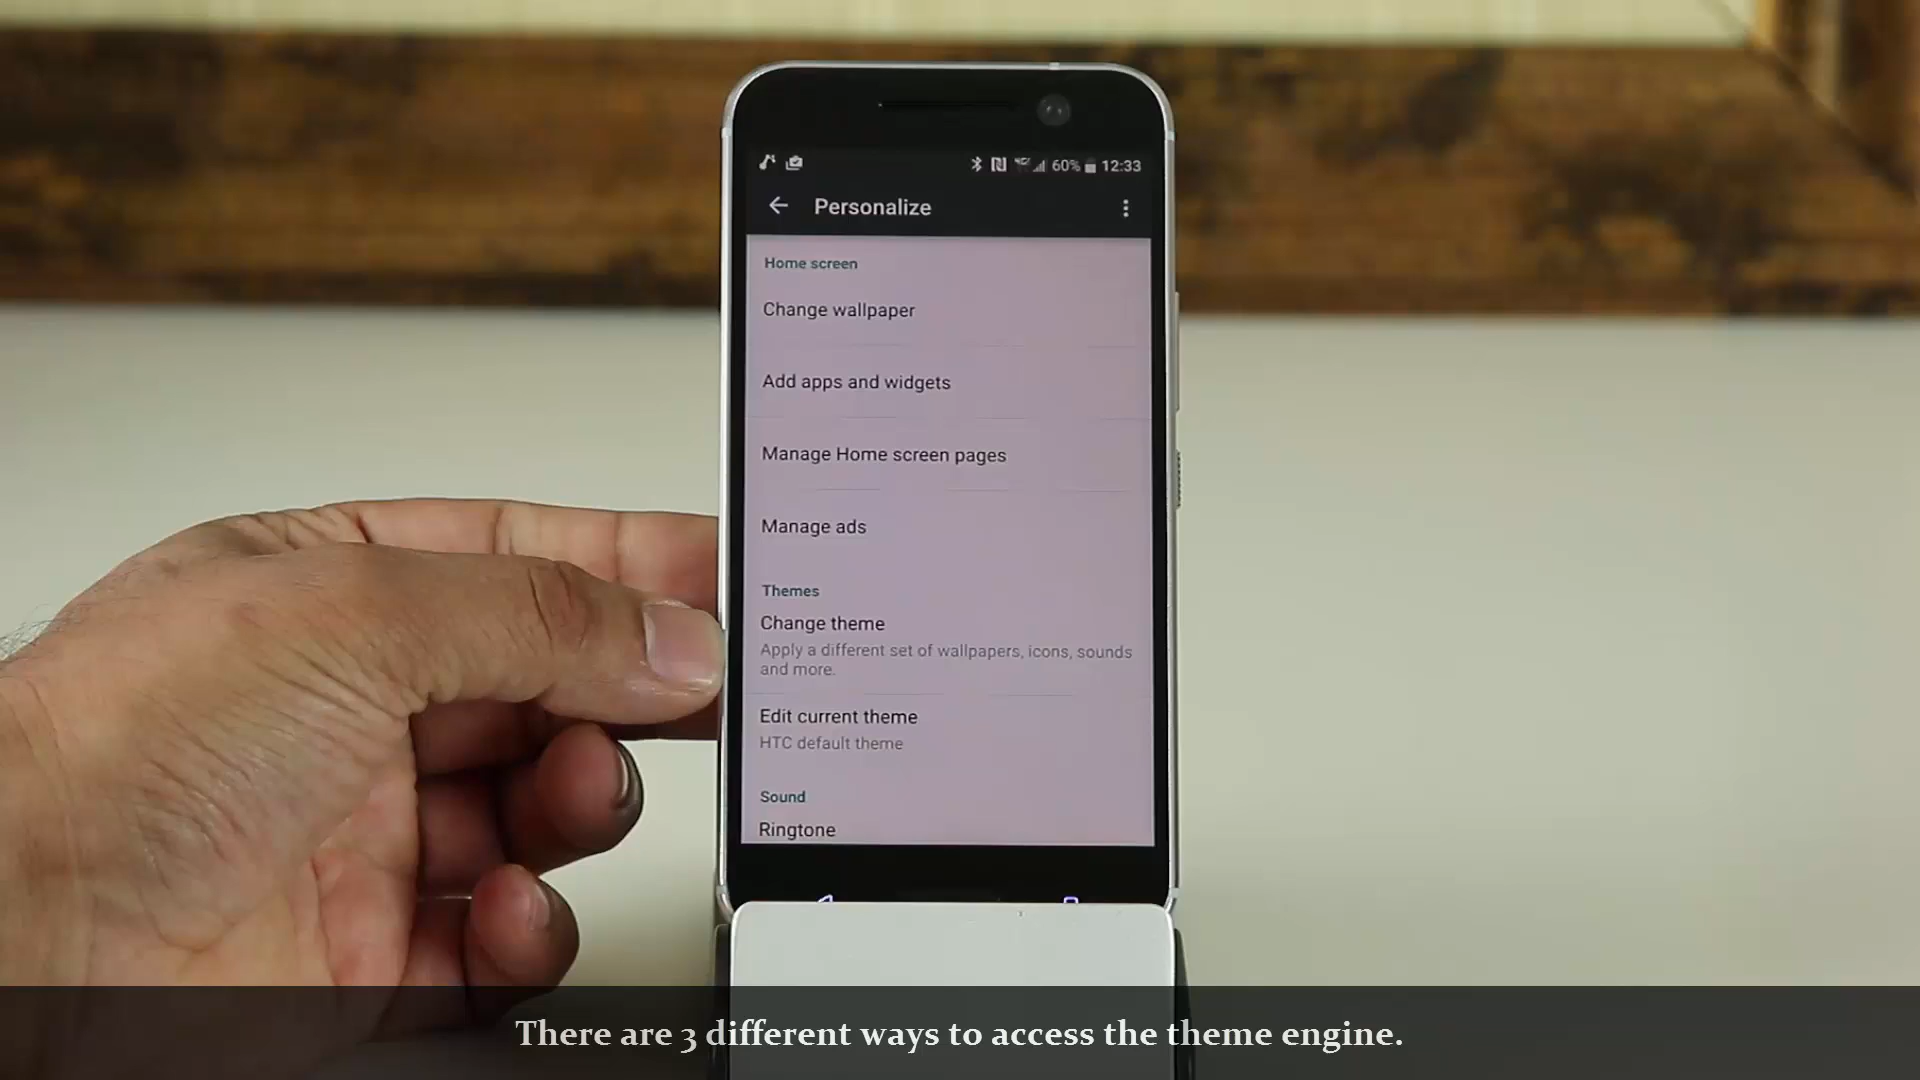 60% 12:33
Personalize
Home screen
Change wallpaper
Add apps and widgets
Manage Home screen pages
Manage ads
Themes
Change theme
Apply a different set of wallpapers, icons, sounds
and more.
Edit current theme
HTC default theme
Sound
Ringtone
There are 3 different ways to access the theme engine.